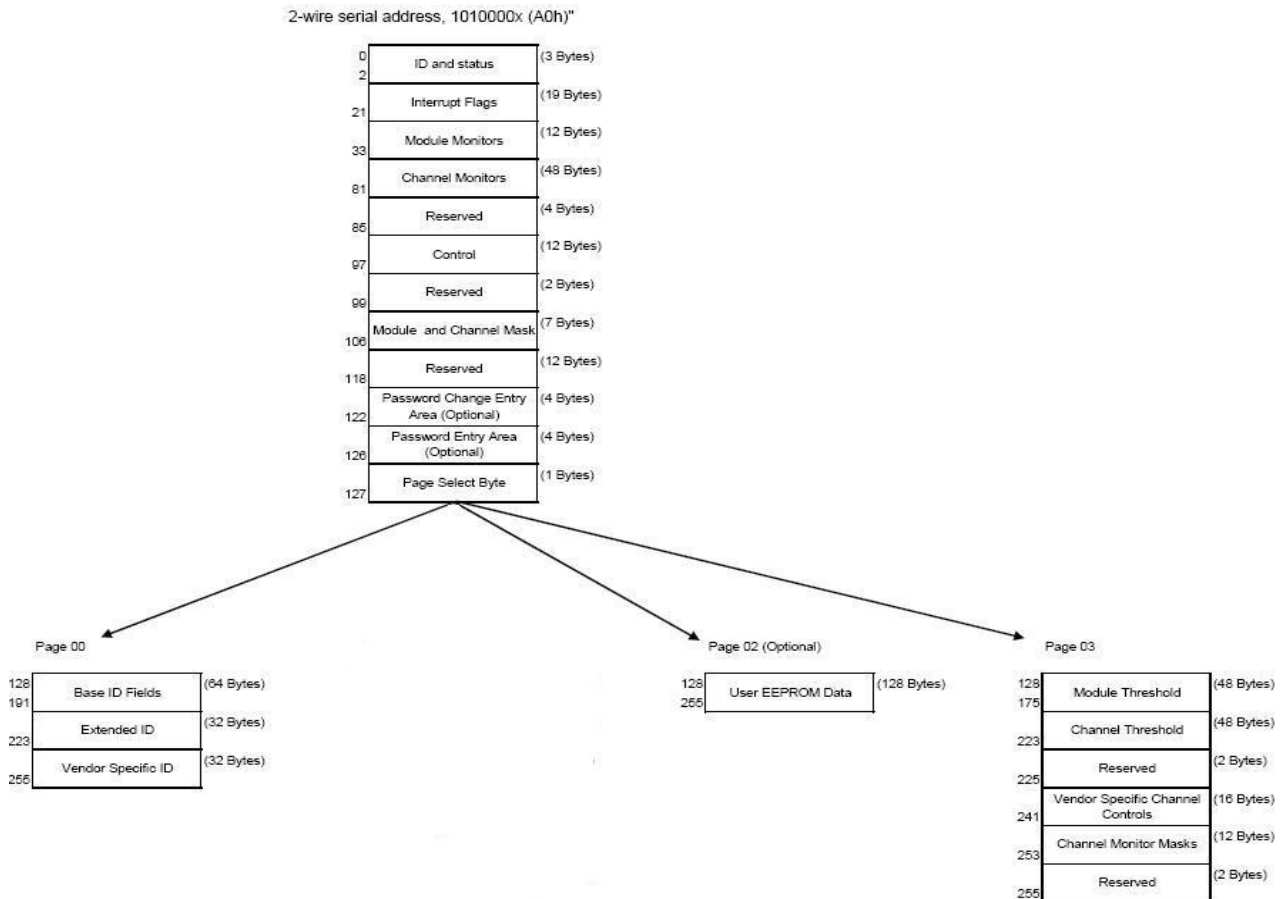 2-wire serial address, 1010000x (A0h)"
0
2
ID and status
(3 Bytes)
21
Interrupt Flags
(19 Bytes)
33
Module Monitors
(12 Bytes)
81
Channel Monitors
(48 Bytes)
85
Reserved
(4 Bytes)
97
Control
(12 Bytes)
99
Reserved
(2 Bytes)
106
Module and Channel Mask
(7 Bytes)
118
Reserved
(12 Bytes)
122
Password Change Entry
Area (Optional)
(4 Bytes)
126
Password Entry Area
(Optional)
(4 Bytes)
127
Page Select Byte
(1 Bytes)
Page 00
128
191
Base ID Fields
(64 Bytes)
223
Extended ID
(32 Bytes)
255
Vendor Specific ID
(32 Bytes)
Page 02 (Optional)
128
255
User EEPROM Data
(128 Bytes)
Page 03
128
175
Module Threshold
(48 Bytes)
223
Channel Threshold
(48 Bytes)
225
Reserved
(2 Bytes)
241
Vendor Specific Channel
Controls
(16 Bytes)
253
Channel Monitor Masks
(12 Bytes)
255
Reserved
(2 Bytes)